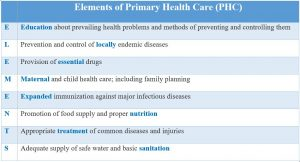 Elements of Primary Health Care (PHC)
E Education about prevailing health problems and methods of preventing and controlling them
L Prevention and control of locally endemic diseases
E Provision of essential drugs
M Maternal and child health care; including family planning
E Expanded immunization against major infectious diseases
N Promotion of food supply and proper nutrition
T Appropriate treatment of common diseases and injuries
S Adequate supply of safe water and basic sanitation